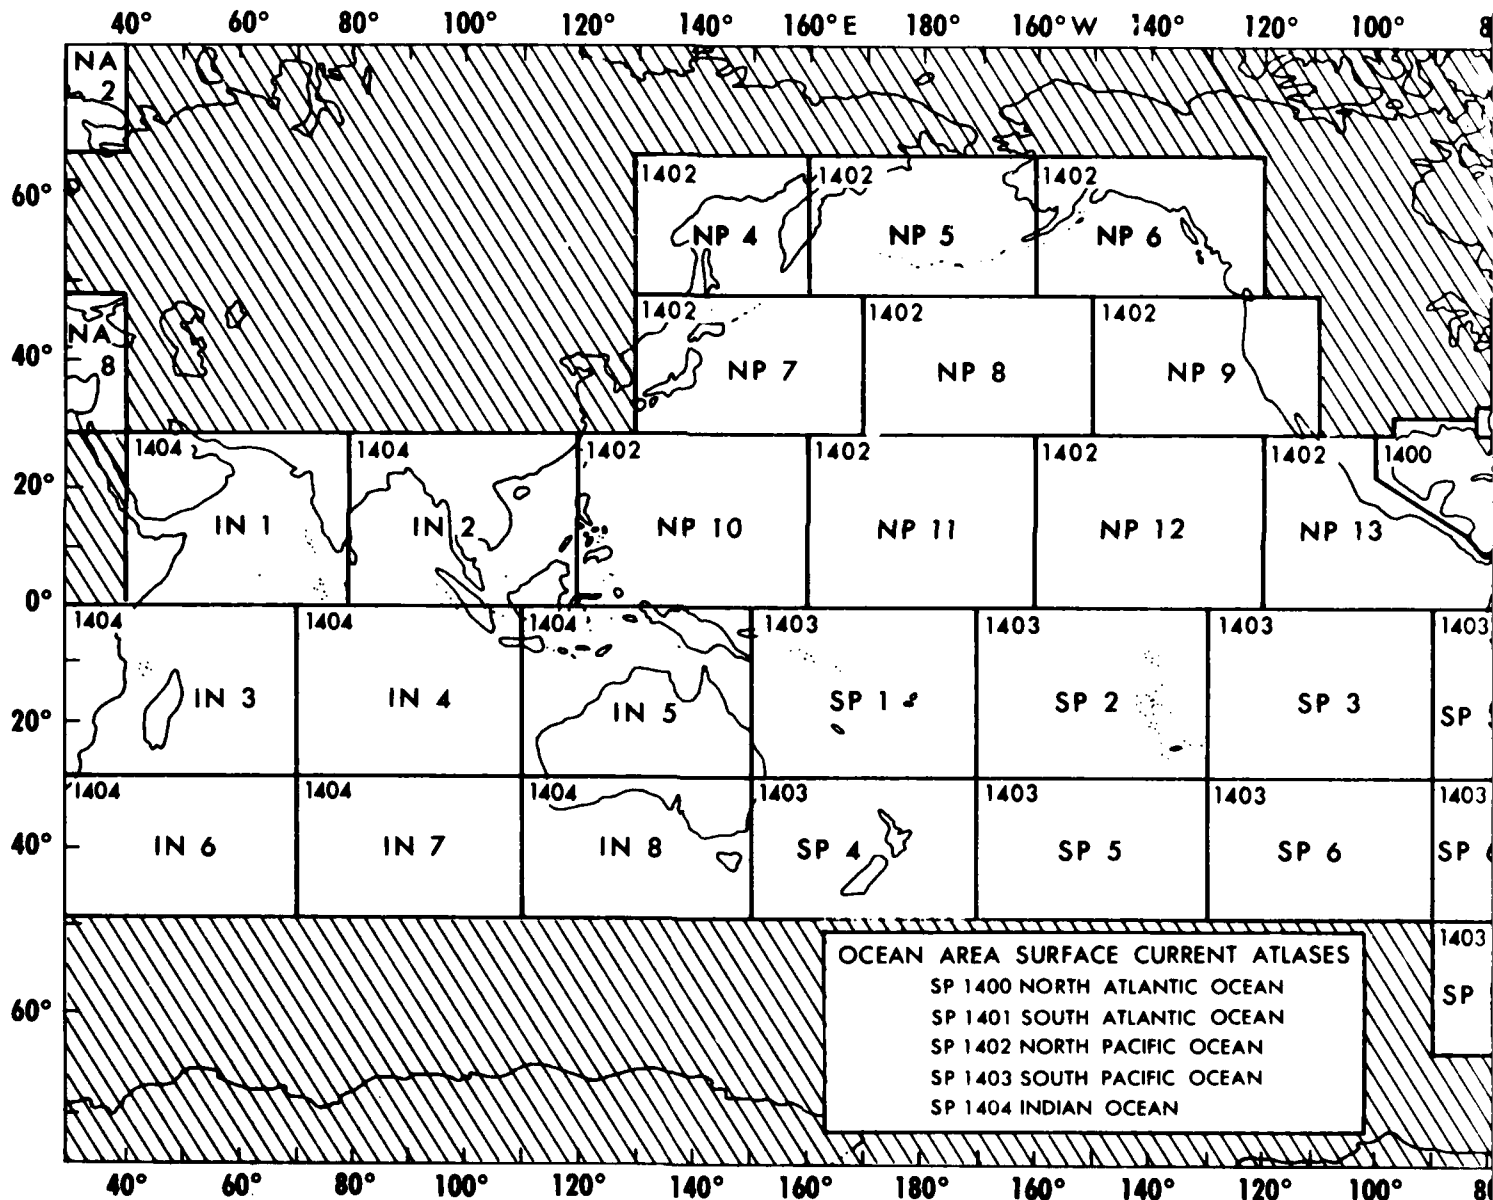 40° 60° 80° 100° 120° 140° 160° E 180° 160° W 140° 120° 100° 8
NA
2
60°
1402 1402 1402
NP 4 NP 5 NP 6
1402 1402 1402
NA
8
40°
NP 7 NP 8 NP 9
1404 1404 1402 1402 1402 1402 1400
20°
IN 1 IN 2 NP 10 NP 11 NP 12 NP 13
0°
1404 1404 1404 1403 1403 1403 1403
IN 3 IN 4 IN 5 SP 1 SP 2 SP 3 SP
20°
1404 1404 1404 1403 1403 1403 1403
40°
IN 6 IN 7 IN 8 SP 4 SP 5 SP 6 SP
1403
SP
60°
OCEAN AREA SURFACE CURRENT ATLASES
SP 1400 NORTH ATLANTIC OCEAN
SP 1401 SOUTH ATLANTIC OCEAN
SP 1402 NORTH PACIFIC OCEAN
SP 1403 SOUTH PACIFIC OCEAN
SP 1404 INDIAN OCEAN
40° 60° 80° 100° 120° 140° 160° 180° 160° 140° 120° 100° 8